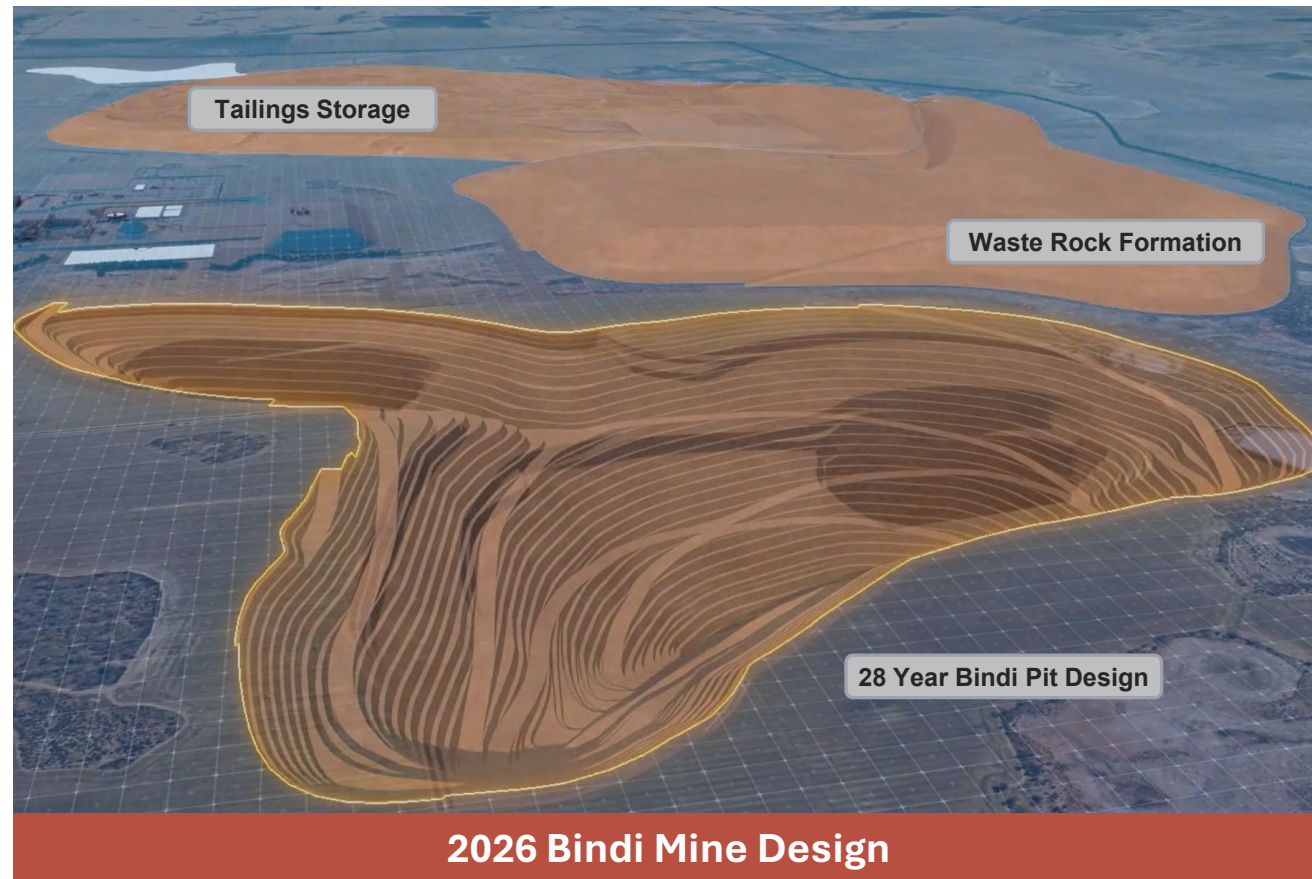 Tailings Storage
Waste Rock Formation
28 Year Bindi Pit Design
2026 Bindi Mine Design